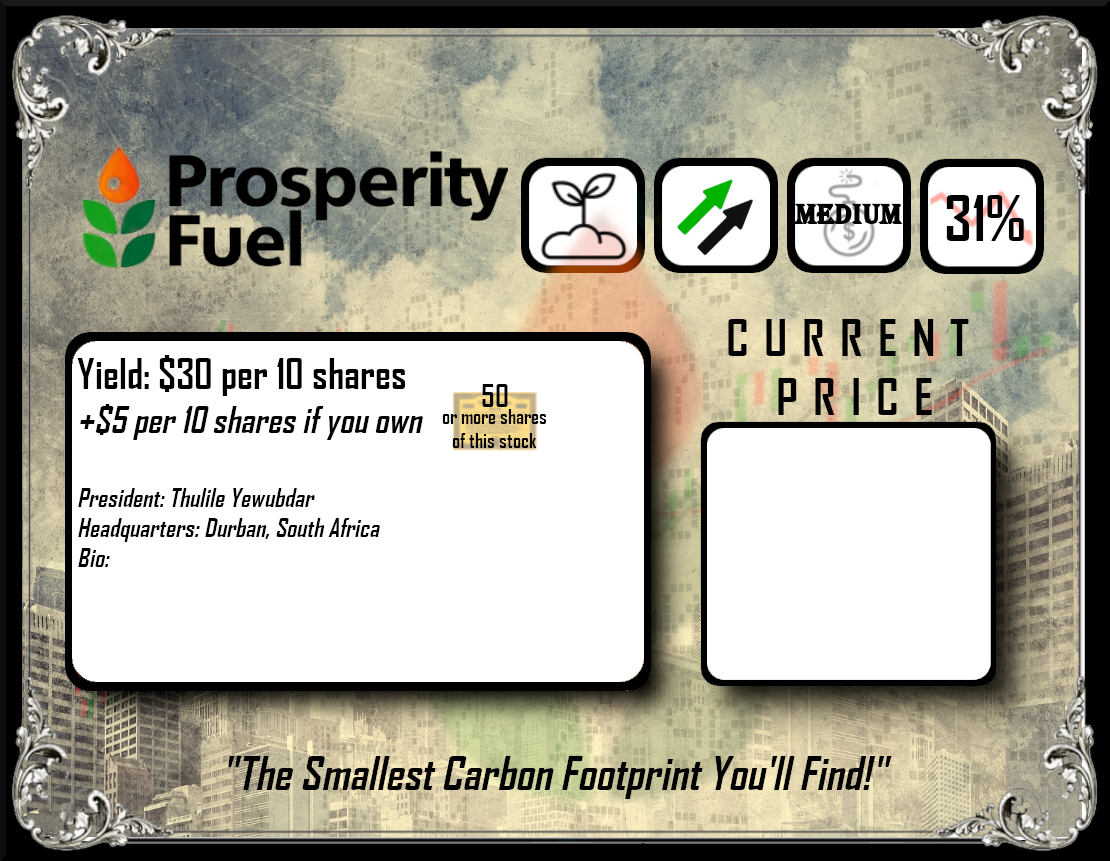 Prosperity
Fuel
MEDIUM
31%
CURRENT
PRICE
Yield: $30 per 10 shares
+$5 per 10 shares if you own
50
or more shares
of this stock
President: Thulile Yewubdar
Headquarters: Durban, South Africa
Bio:
"The Smallest Carbon Footprint You'll Find!"